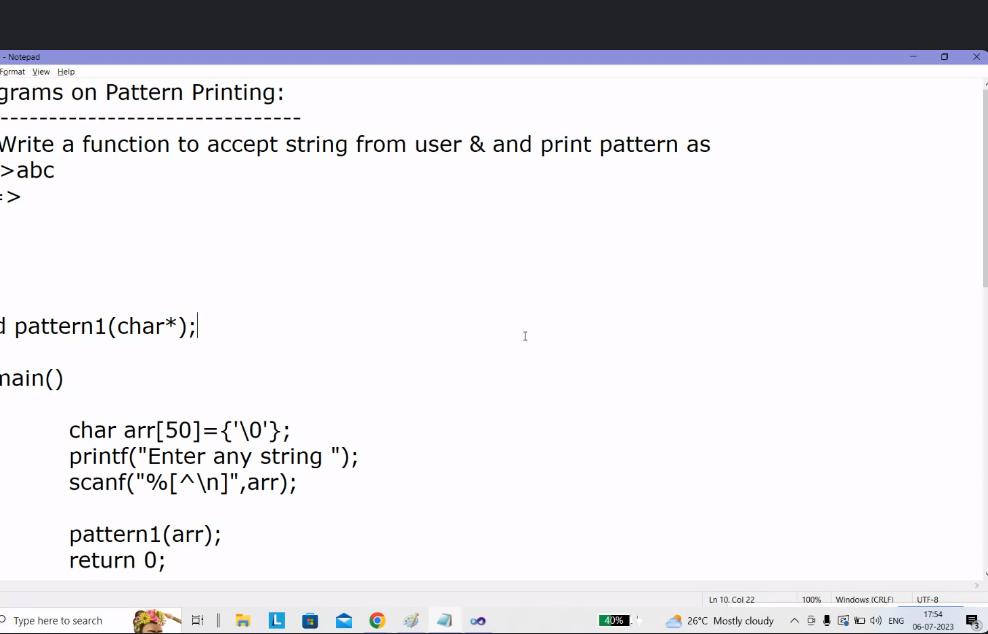 - Notepad
Format View Help
grams on Pattern Printing:
------------------------------
Write a function to accept string from user & and print pattern as
>abc
=>
d pattern1(char*);
main()
char arr[50]={'\0'};
printf("Enter any string ");
scanf("%[^\n]",arr);
pattern1(arr);
return 0;
Ln 10, Col 22 100% Windows (CRLF) UTF-8
Type here to search
40% 26°C Mostly cloudy ENG 17:54
06-07-2023 3